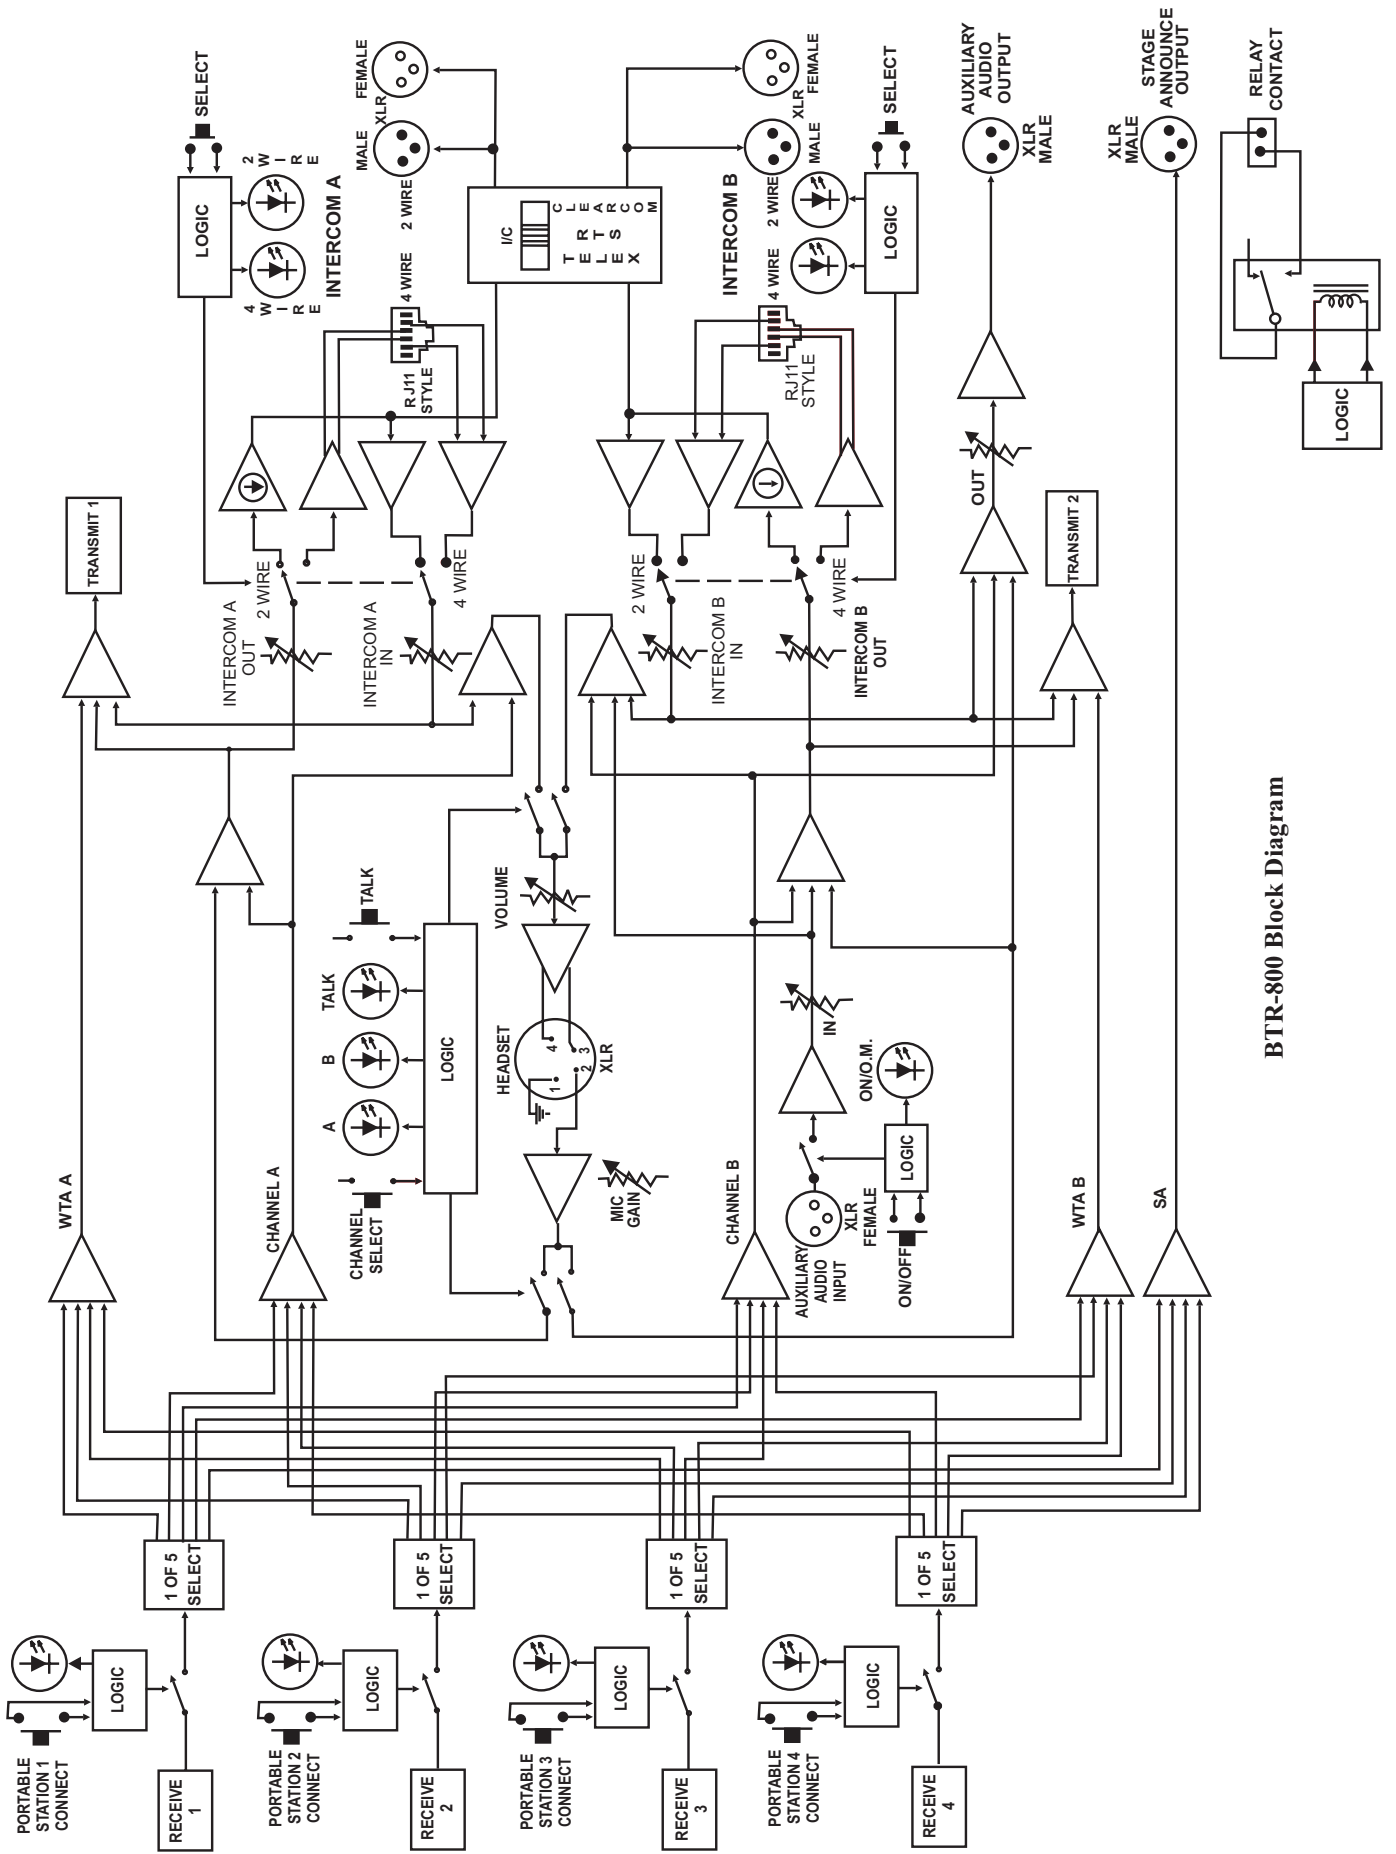 PORTABLE
STATION 1
CONNECT
LOGIC
RECEIVE
1
1 OF 5
SELECT
PORTABLE
STATION 2
CONNECT
LOGIC
RECEIVE
2
1 OF 5
SELECT
PORTABLE
STATION 3
CONNECT
LOGIC
RECEIVE
3
1 OF 5
SELECT
PORTABLE
STATION 4
CONNECT
LOGIC
RECEIVE
4
1 OF 5
SELECT
WTA A
CHANNEL A
CHANNEL B
WTA B
SA
CHANNEL
SELECT
A
B
TALK
TALK
LOGIC
HEADSET
XLR
1
2
3
4
MIC
GAIN
VOLUME
AUXILIARY
AUDIO
INPUT
XLR
FEMALE
ON/OFF
LOGIC
ON/O.M.
IN
TRANSMIT 1
INTERCOM A
OUT
2 WIRE
INTERCOM A
IN
4 WIRE
2 WIRE
INTERCOM B
IN
4 WIRE
INTERCOM B
OUT
TRANSMIT 2
OUT
LOGIC
SELECT
4 WIRE
2 WIRE
INTERCOM A
4 WIRE
RJ11
STYLE
2 WIRE
MALE
XLR
FEMALE
I/C
TELEX
RTS
CLEARCOM
INTERCOM B
4 WIRE
2 WIRE
RJ11
STYLE
MALE
XLR
FEMALE
LOGIC
SELECT
AUXILIARY
AUDIO
OUTPUT
XLR
MALE
STAGE
ANNOUNCE
OUTPUT
XLR
MALE
RELAY
CONTACT
LOGIC
BTR-800 Block Diagram